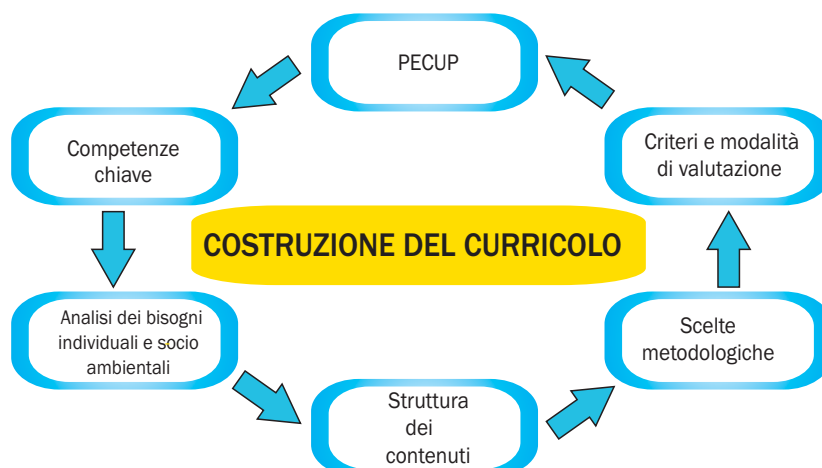 PECUP
Competenze
chiave
Criteri e modalità
di valutazione
COSTRUZIONE DEL CURRICOLO
Analisi dei bisogni
individuali e socio
ambientali
Scelte
metodologiche
Struttura
dei
contenuti